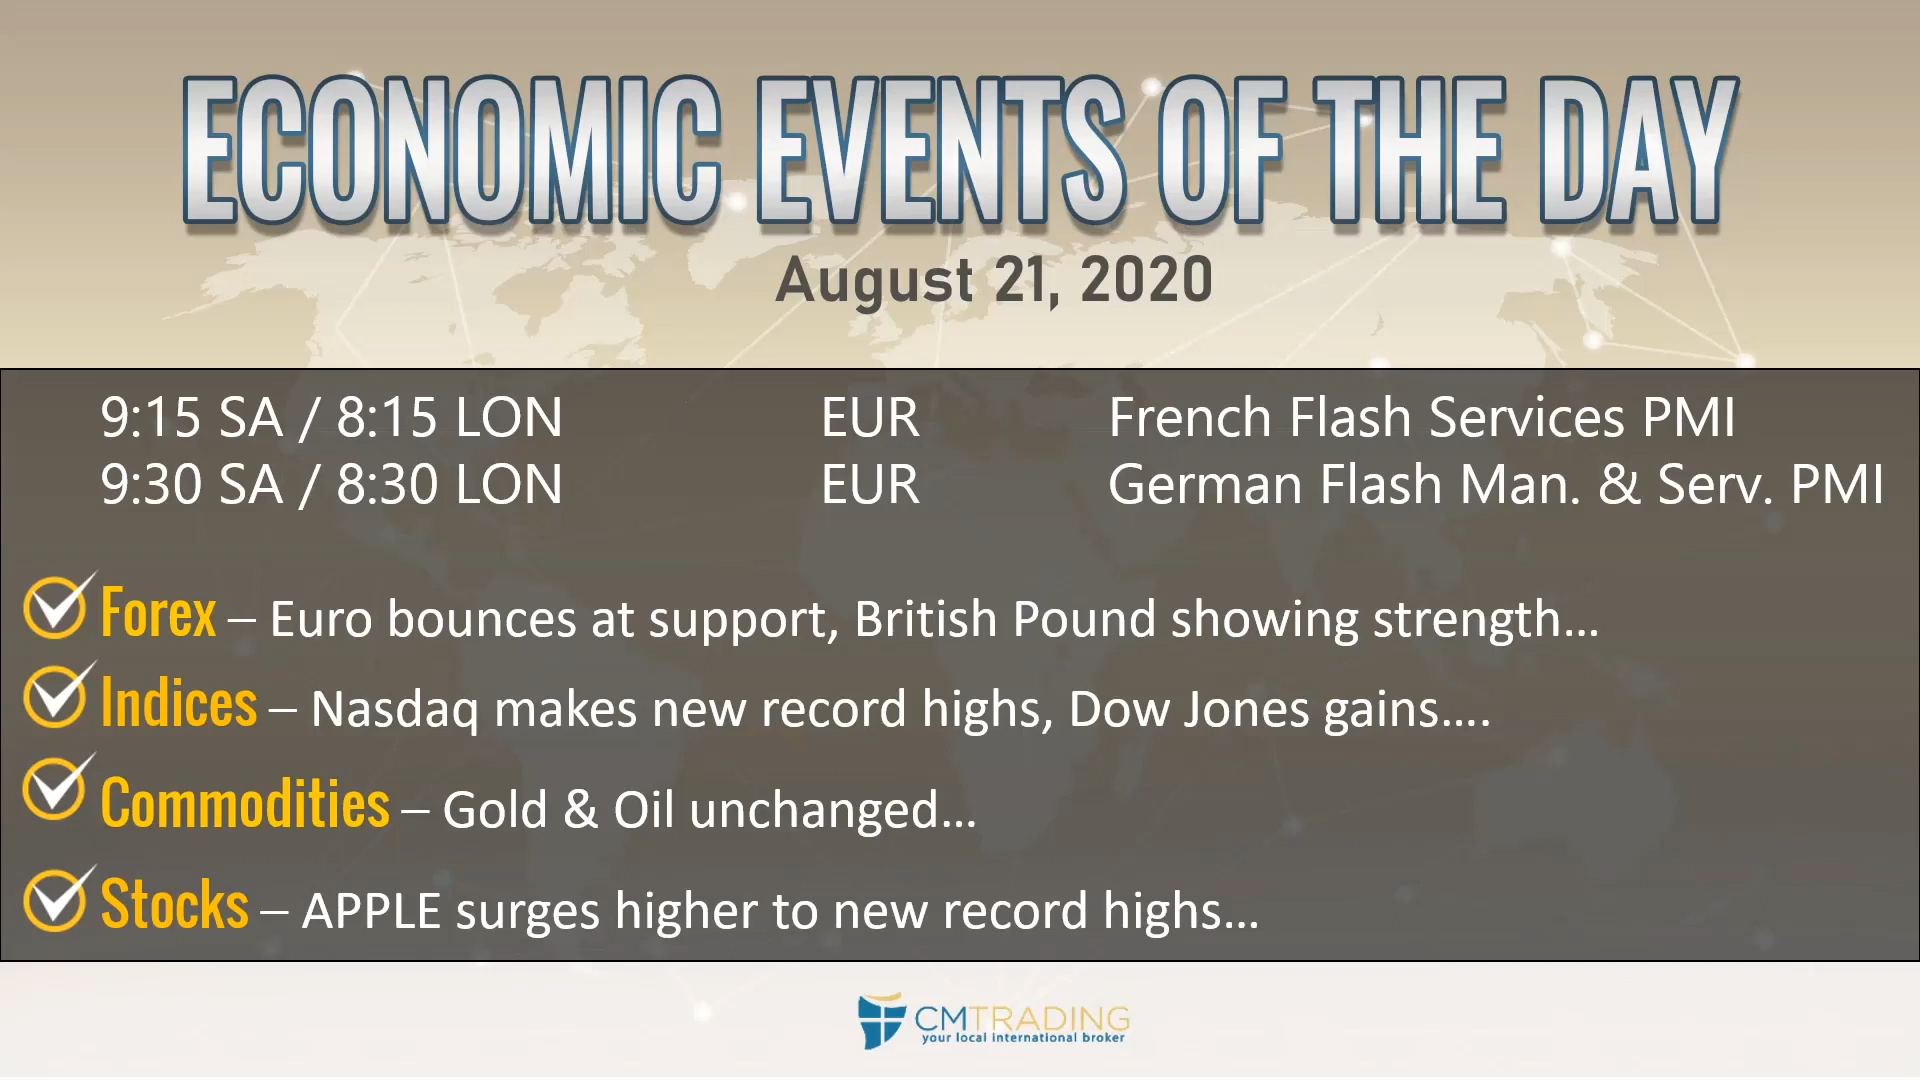 ECONOMIC EVENTS OF THE DAY
August 21, 2020
9:15 SA / 8:15 LON EUR French Flash Services PMI
9:30 SA / 8:30 LON EUR German Flash Man. & Serv. PMI
Forex – Euro bounces at support, British Pound showing strength...
Indices – Nasdaq makes new record highs, Dow Jones gains....
Commodities – Gold & Oil unchanged...
Stocks – APPLE surges higher to new record highs...
CMTRADING
your local international broker